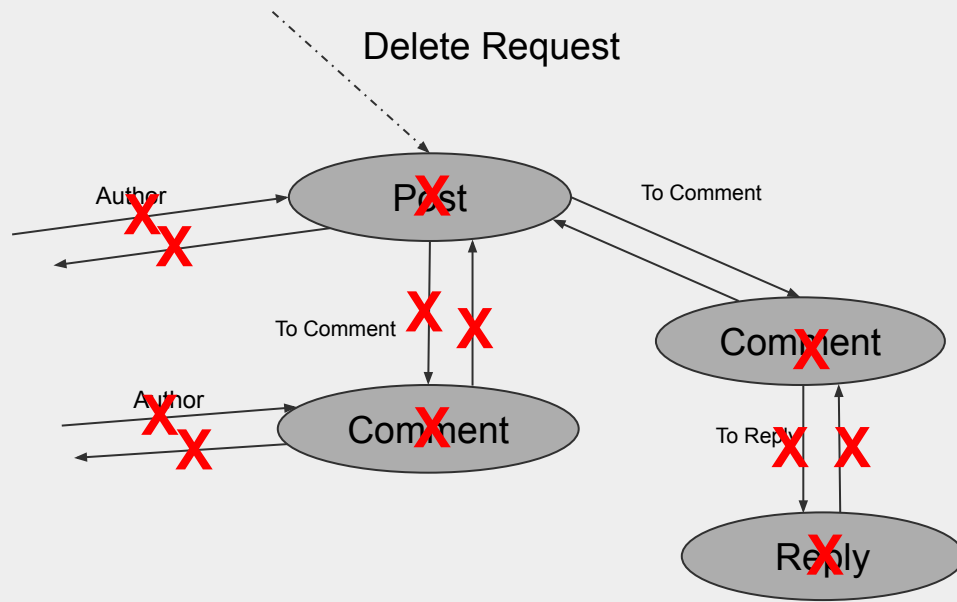 Delete Request
Author
Post
To Comment
To Comment
Comment
Author
Comment
To Reply
Reply